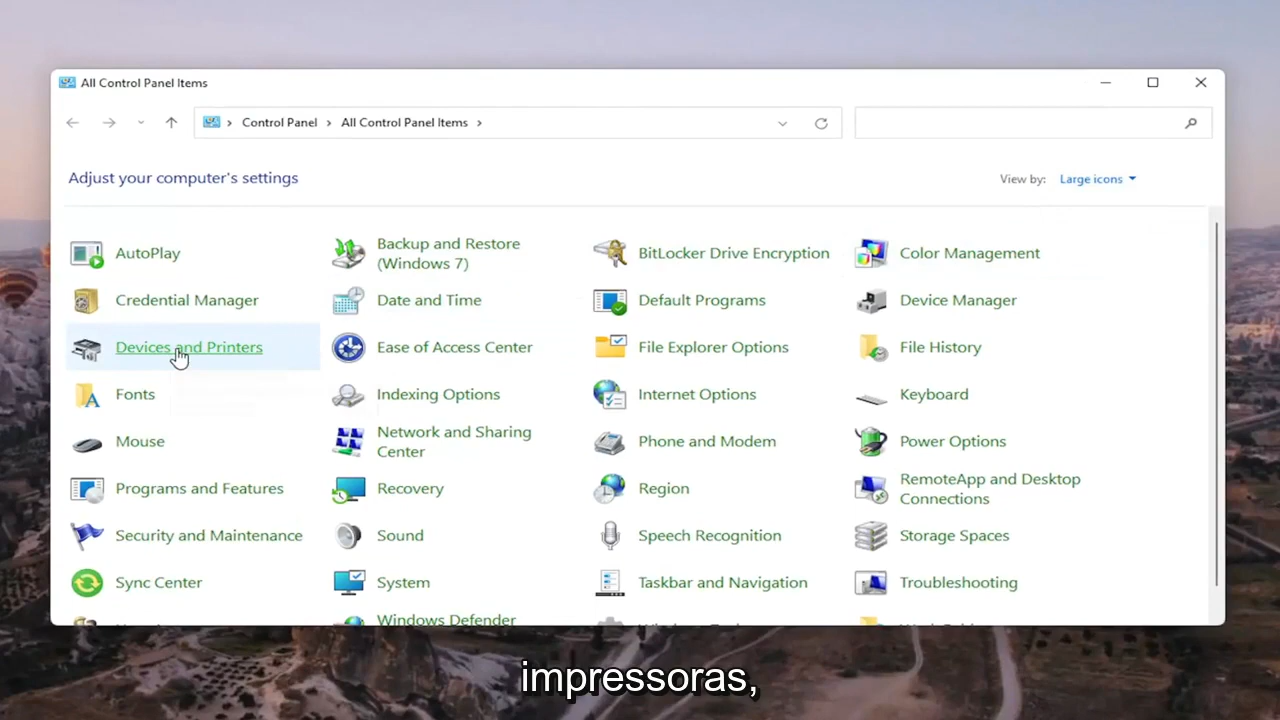 All Control Panel Items
Control Panel > All Control Panel Items >
Adjust your computer's settings
View by: Large icons
AutoPlay
Backup and Restore
(Windows 7)
BitLocker Drive Encryption
Color Management
Credential Manager
Date and Time
Default Programs
Device Manager
Devices and Printers
Ease of Access Center
File Explorer Options
File History
Fonts
Indexing Options
Internet Options
Keyboard
Mouse
Network and Sharing
Center
Phone and Modem
Power Options
Programs and Features
Recovery
Region
RemoteApp and Desktop
Connections
Security and Maintenance
Sound
Speech Recognition
Storage Spaces
Sync Center
System
Taskbar and Navigation
Troubleshooting
Windows Defender
impressoras,